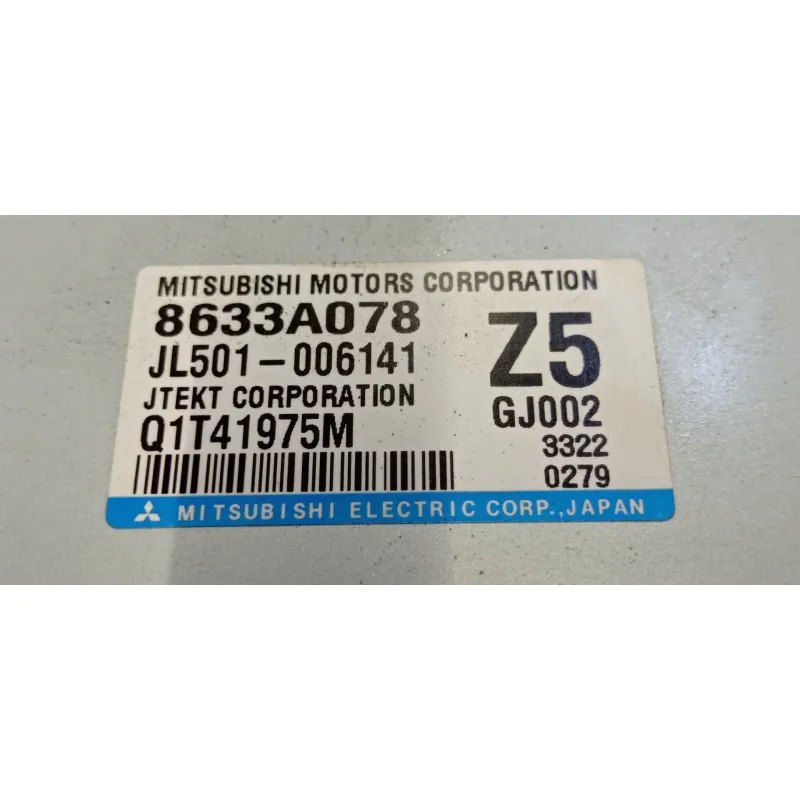 MITSUBISHI MOTORS CORPORATION
8633A078
JL501-006141
JTEKT CORPORATION
Q1T41975M
Z5
GJ002
3322
0279
MITSUBISHI ELECTRIC CORP.,JAPAN